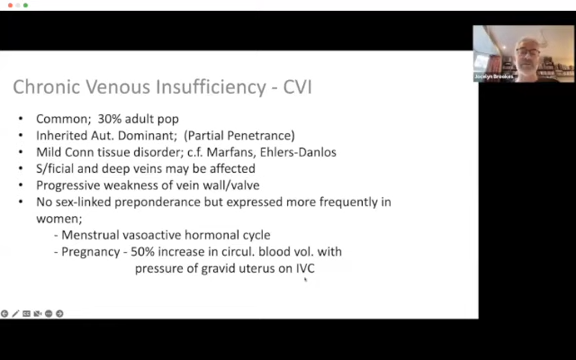 Chronic Venous Insufficiency - CVI
• Common; 30% adult pop
• Inherited Aut. Dominant; (Partial Penetrance)
• Mild Conn tissue disorder; c.f. Marfans, Ehlers-Danlos
• S/ficial and deep veins may be affected
• Progressive weakness of vein wall/valve
• No sex-linked preponderance but expressed more frequently in
women;
- Menstrual vasoactive hormonal cycle
- Pregnancy - 50% increase in circul. blood vol. with
pressure of gravid uterus on IVC
Jocelyn Brookes